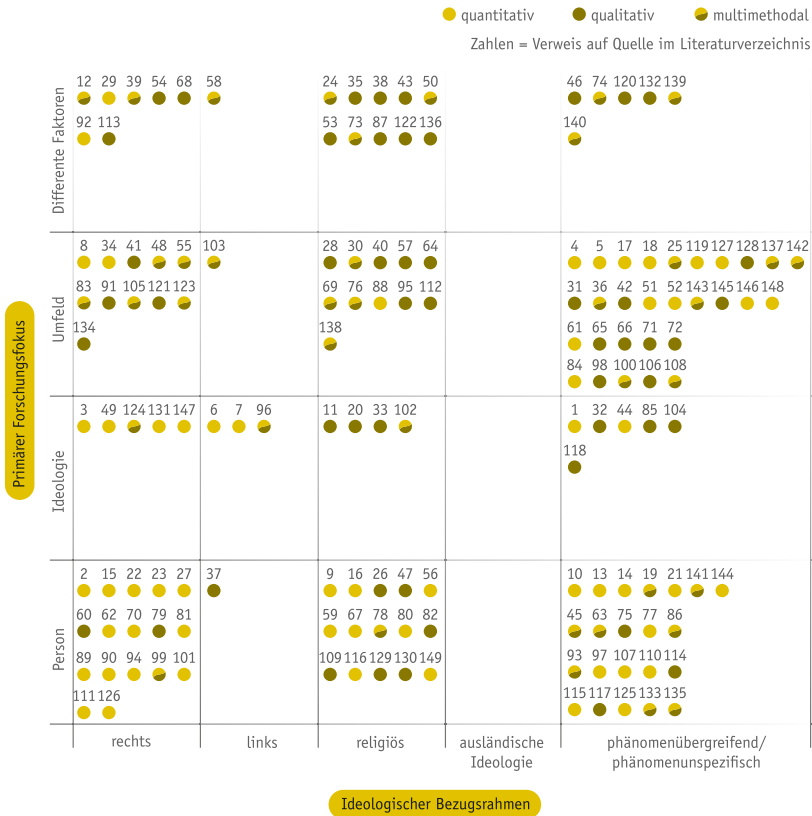 quantitativ qualitativ multimethodal
Zahlen = Verweis auf Quelle im Literaturverzeichnis
Primärer Forschungsfokus
Differente Faktoren
12 29 39 54 68 58 24 35 38 43 50 46 74 120 132 139
92 113 53 73 87 122 136 140
Umfeld
8 34 41 48 55 103 28 30 40 57 64 4 5 17 18 25 119 127 128 137 142
83 91 105 121 123 69 76 88 95 112 31 36 42 51 52 143 145 146 148
134 138 61 65 66 71 72
84 98 100 106 108
Ideologie
3 49 124 131 147 6 7 96 11 20 33 102 1 32 44 85 104
118
Person
2 15 22 23 27 37 9 16 26 47 56 10 13 14 19 21 141 144
60 62 70 79 81 59 67 78 80 82 45 63 75 77 86
89 90 94 99 101 109 116 129 130 149 93 97 107 110 114
111 126 115 117 125 133 135
rechts links religiös ausländische phänomenübergreifend/
Ideologie phänomenunspezifisch
Ideologischer Bezugsrahmen